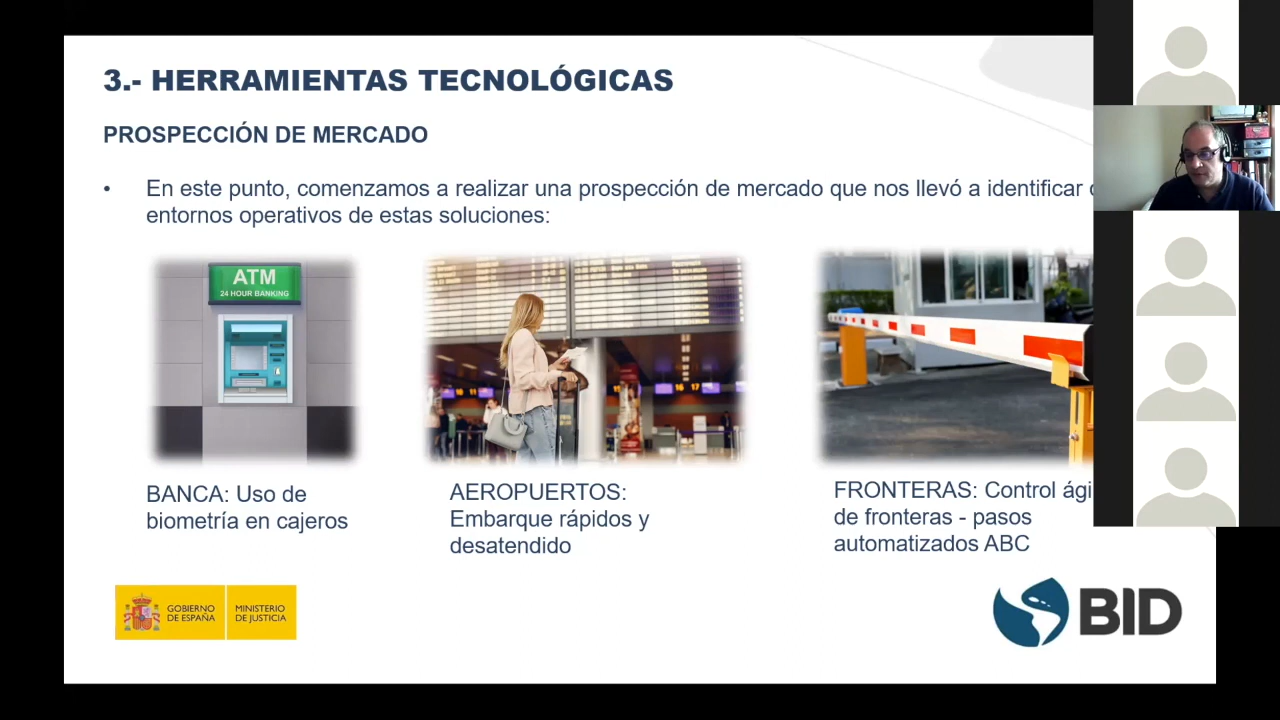 3.- HERRAMIENTAS TECNOLÓGICAS
PROSPECCIÓN DE MERCADO
• En este punto, comenzamos a realizar una prospección de mercado que nos llevó a identificar
entornos operativos de estas soluciones:
ATM
24 HOUR BANKING
BANCA: Uso de
biometría en cajeros
AEROPUERTOS:
Embarque rápidos y
desatendido
FRONTERAS: Control ági
de fronteras - pasos
automatizados ABC
GOBIERNO
DE ESPAÑA
MINISTERIO
DE JUSTICIA
BID